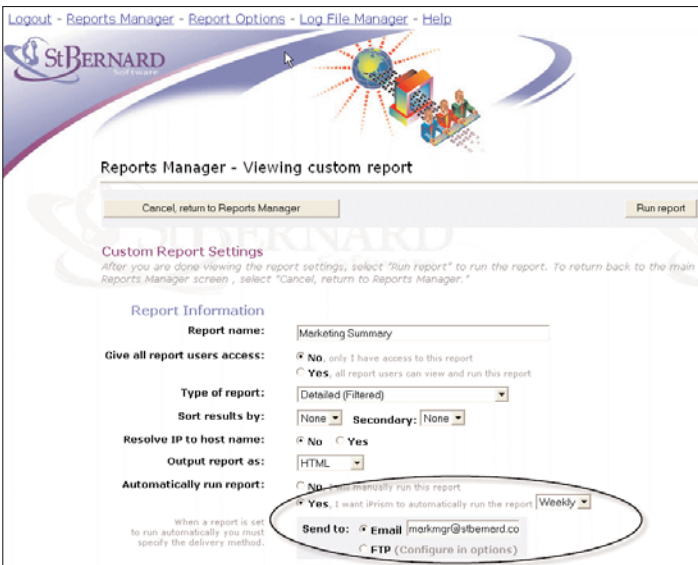 Logout - Reports Manager - Report Options - Log File Manager - Help
StBERNARD
Software
Reports Manager - Viewing custom report
Cancel, return to Reports Manager
Run report
Custom Report Settings
After you are done viewing the report settings, select "Run report" to run the report. To return back to the main
Reports Manager screen , select "Cancel, return to Reports Manager."
Report Information
Report name: Marketing Summary
Give all report users access: No, only I have access to this report
Yes, all report users can view and run this report
Type of report: Detailed (Filtered)
Sort results by: None Secondary: None
Resolve IP to host name: No Yes
Output report as: HTML
Automatically run report: No, I will manually run this report
Yes, I want iPrism to automatically run the report Weekly
When a report is set
to run automatically you must
specify the delivery method.
Send to: Email markmgr@stbernard.co
FTP (Configure in options)